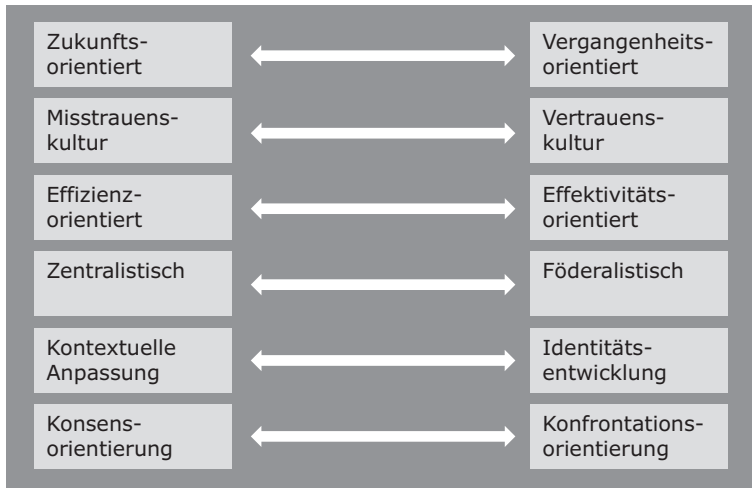 Zukunfts-
orientiert
Vergangenheits-
orientiert
Misstrauens-
kultur
Vertrauens-
kultur
Effizienz-
orientiert
Effektivitäts-
orientiert
Zentralistisch
Föderalistisch
Kontextuelle
Anpassung
Identitäts-
entwicklung
Konsens-
orientierung
Konfrontations-
orientierung